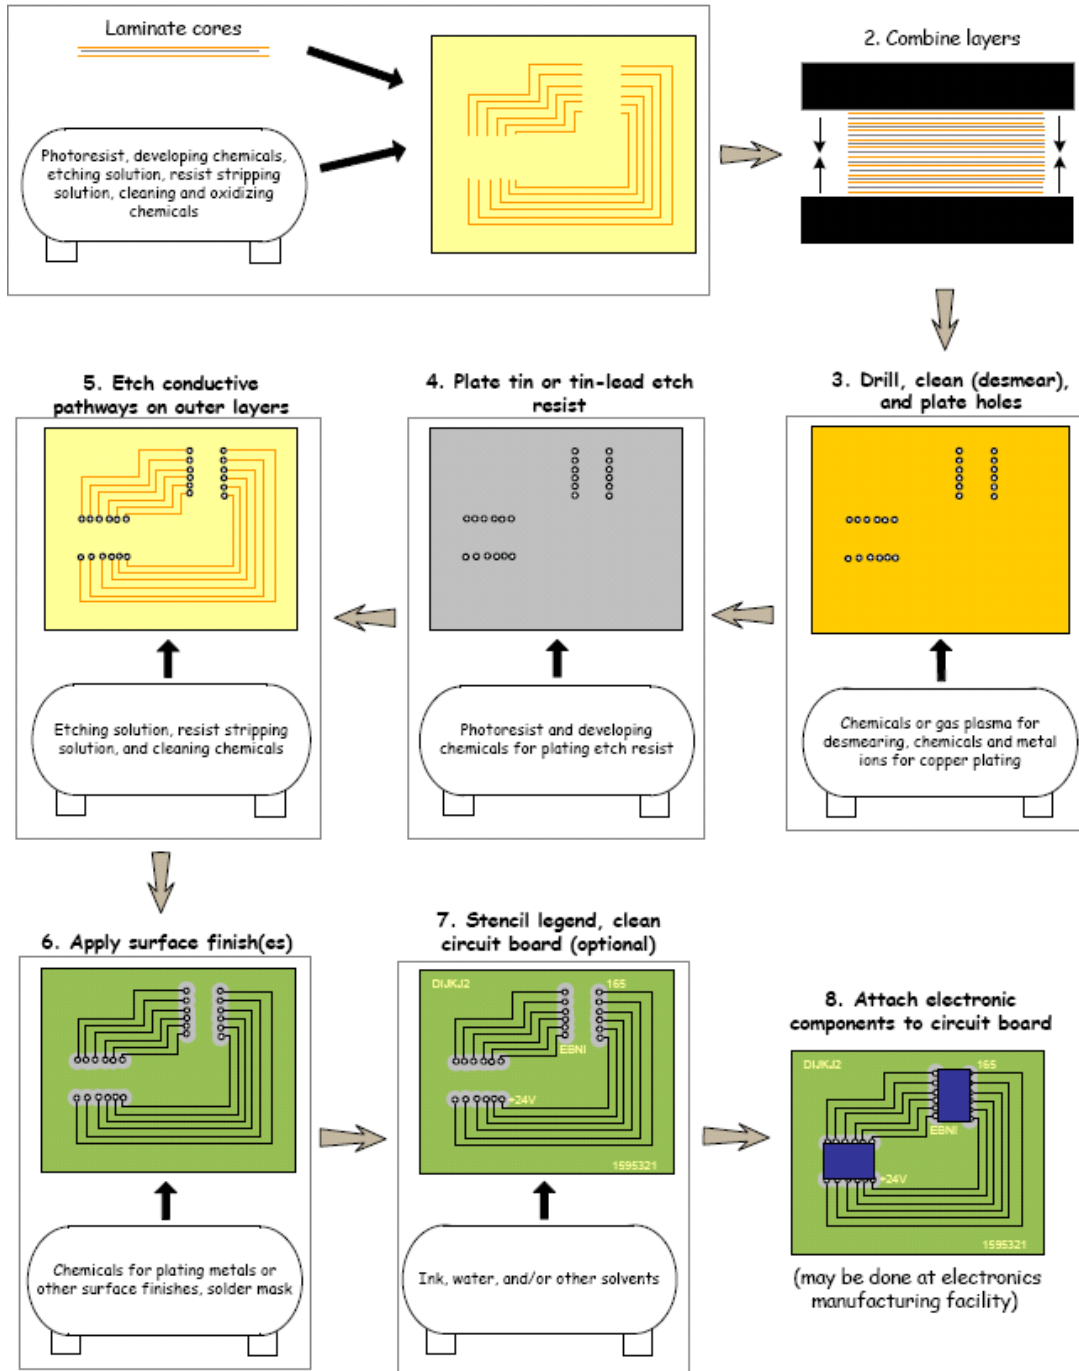 Laminate cores
Photoresist, developing chemicals,
etching solution, resist stripping
solution, cleaning and oxidizing
chemicals
2. Combine layers
3. Drill, clean (desmear),
and plate holes
Chemicals or gas plasma for
desmearing, chemicals and metal
ions for copper plating
4. Plate tin or tin-lead etch
resist
Photoresist and developing
chemicals for plating etch resist
5. Etch conductive
pathways on outer layers
Etching solution, resist stripping
solution, and cleaning chemicals
6. Apply surface finish(es)
Chemicals for plating metals or
other surface finishes, solder mask
7. Stencil legend, clean
circuit board (optional)
DIJKJ2
165
EBNI
+24V
1595321
Ink, water, and/or other solvents
8. Attach electronic
components to circuit board
DIJKJ2
165
EBNI
+24V
1595321
(may be done at electronics
manufacturing facility)